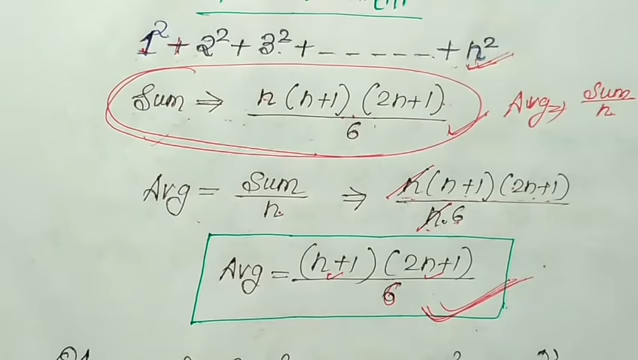 1² + 2² + 3² + ------ + n²
Sum ⇒ n(n+1)(2n+1)/6
Avg ⇒ Sum/n
Avg = Sum/n ⇒ n(n+1)(2n+1)/n.6
Avg = (n+1)(2n+1)/6